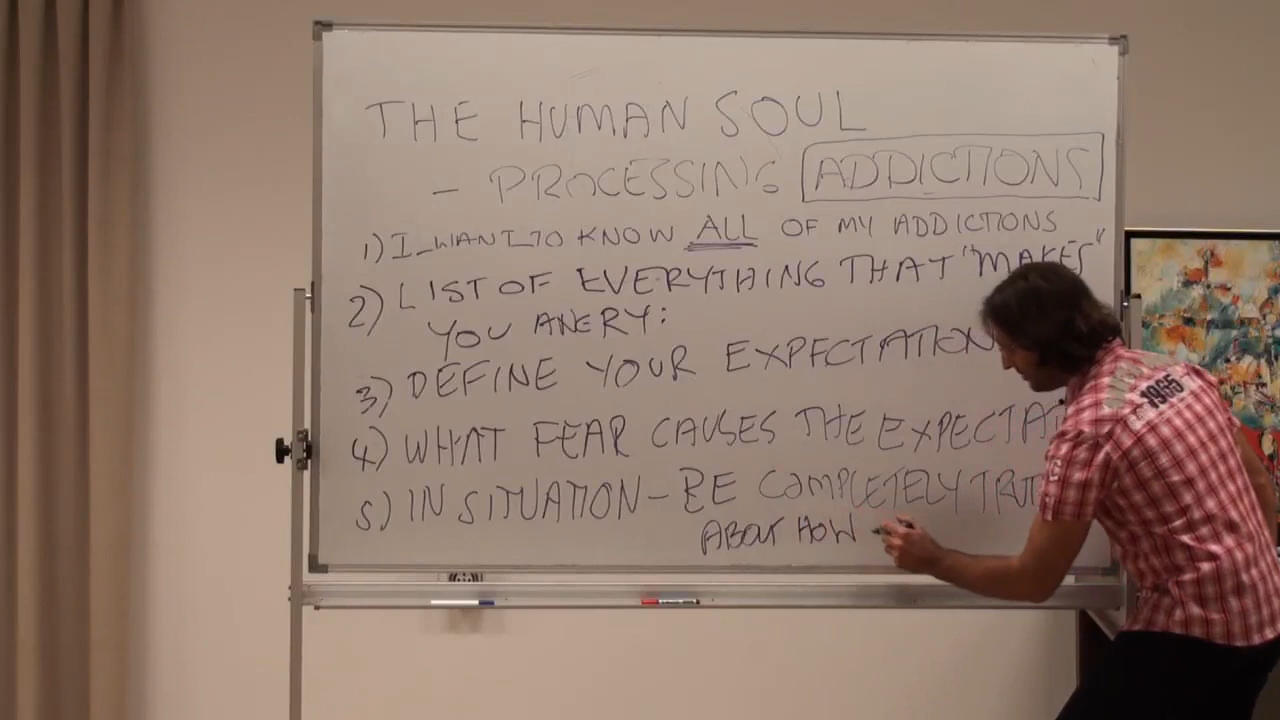 THE HUMAN SOUL
- PROCESSING ADDICTIONS
1) I WANT TO KNOW ALL OF MY ADDICTIONS
2) LIST OF EVERYTHING THAT "MAKES"
YOU ANGRY:
3) DEFINE YOUR EXPECTATION
4) WHAT FEAR CAUSES THE EXPECTA
5) IN SITUATION - BE COMPLETELY TRUT
ABOUT HOW
1965